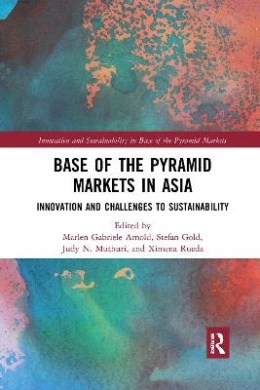 Innovation and Sustainability in Base of the Pyramid Markets
BASE OF THE PYRAMID
MARKETS IN ASIA
INNOVATION AND CHALLENGES TO SUSTAINABILITY
Edited by
Marlen Gabriele Arnold, Stefan Gold,
Judy N. Muthuri, and Ximena Rueda
ROUTLEDGE